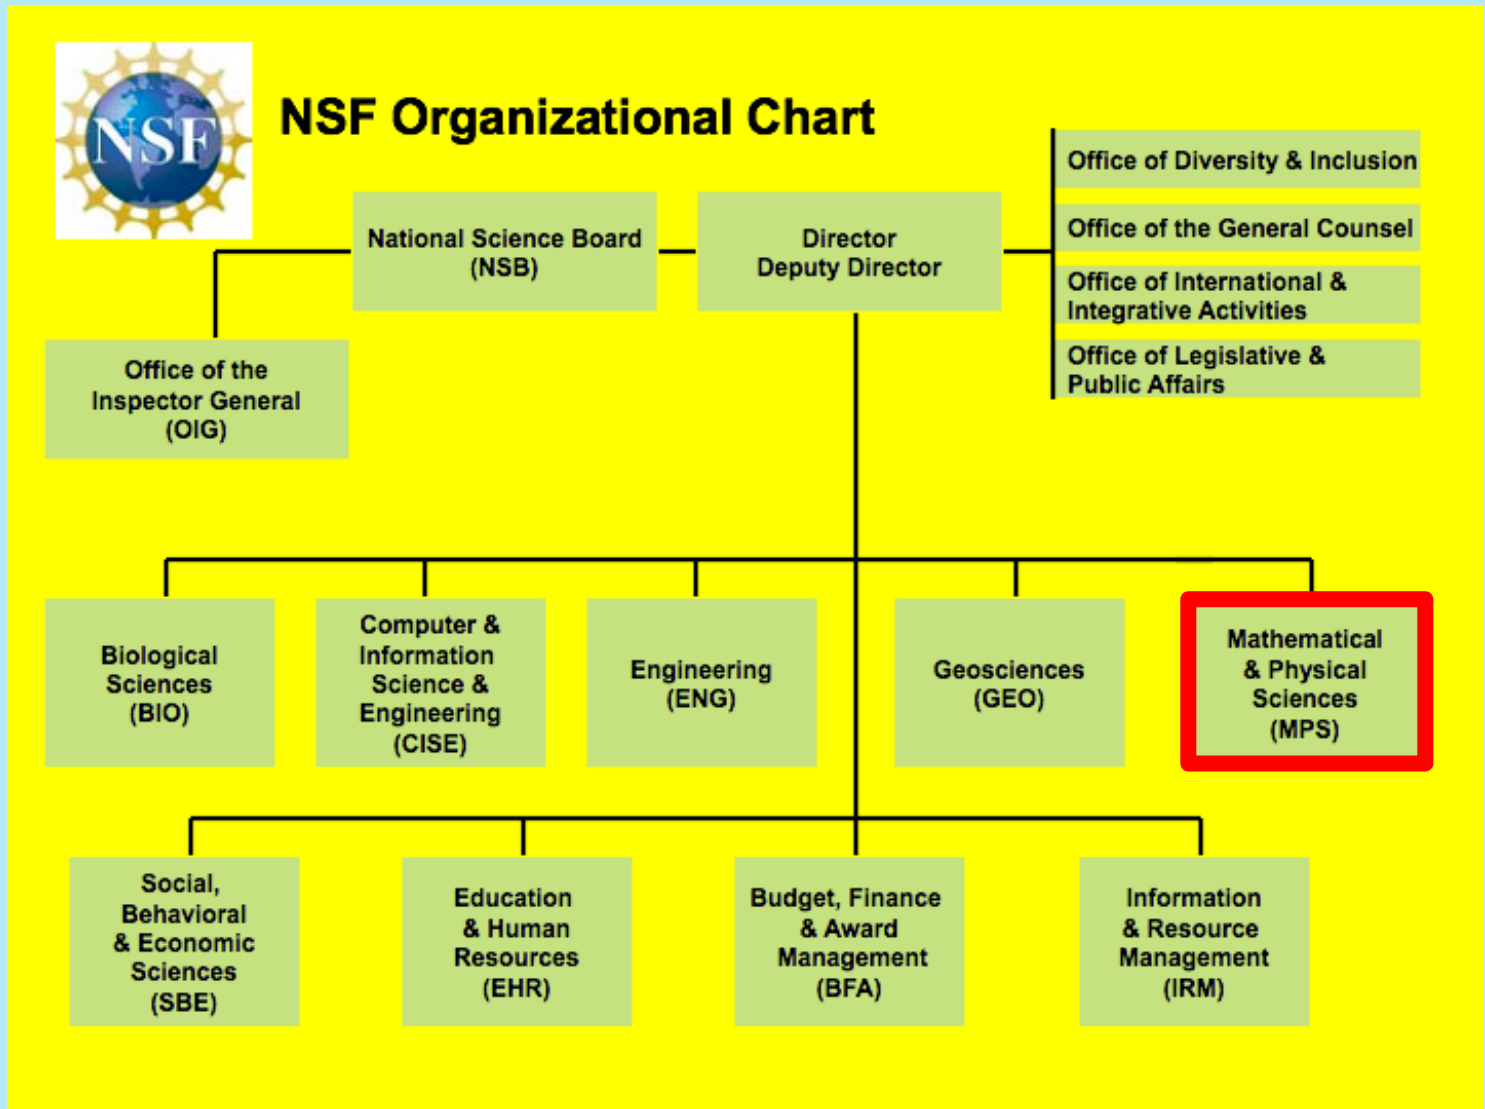 NSF
NSF Organizational Chart
Office of Diversity & Inclusion
Office of the General Counsel
Office of International &
Integrative Activities
Office of Legislative &
Public Affairs
National Science Board
(NSB)
Director
Deputy Director
Office of the
Inspector General
(OIG)
Biological
Sciences
(BIO)
Computer &
Information
Science &
Engineering
(CISE)
Engineering
(ENG)
Geosciences
(GEO)
Mathematical
& Physical
Sciences
(MPS)
Social,
Behavioral
& Economic
Sciences
(SBE)
Education
& Human
Resources
(EHR)
Budget, Finance
& Award
Management
(BFA)
Information
& Resource
Management
(IRM)